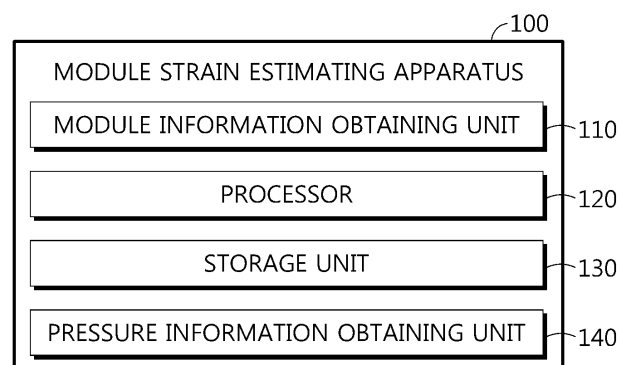 100
MODULE STRAIN ESTIMATING APPARATUS
MODULE INFORMATION OBTAINING UNIT 110
PROCESSOR 120
STORAGE UNIT 130
PRESSURE INFORMATION OBTAINING UNIT 140